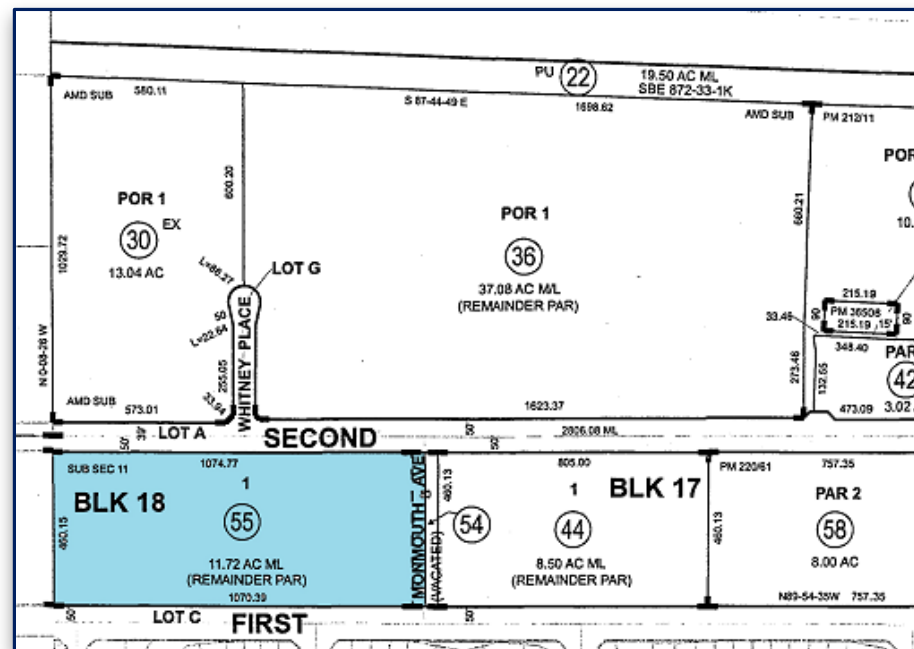 PU 22 19.50 AC ML
SBE 872-33-1K
AMD SUB 580.11
S 87-44-49 E 1698.62
AMD SUB
PM 212/11
1029.72
N 0-08-26 W
POR 1
30 EX
13.04 AC
600.20
L=86.27
LOT G
50
L=22.64
255.05
33.94
WHITNEY PLACE
POR 1
36
37.08 AC M/L
(REMAINDER PAR)
660.21
POR
10.
215.19
PM 36508
90
215.19 15'
90
33.46
348.40
273.46
132.65
PAR
42
3.02
473.09
AMD SUB
573.01
1623.37
50'
39'
LOT A
SECOND
50'
50'
2806.08 ML
SUB SEC 11
1074.77
BLK 18
1
55
11.72 AC ML
(REMAINDER PAR)
1070.39
460.15
MONMOUTH AVE
(VACATED)
460.13
54
805.00
1
BLK 17
44
8.50 AC ML
(REMAINDER PAR)
460.13
PM 220/61
757.35
PAR 2
58
8.00 AC
N89-54-35W 757.35
50'
LOT C
FIRST
50'